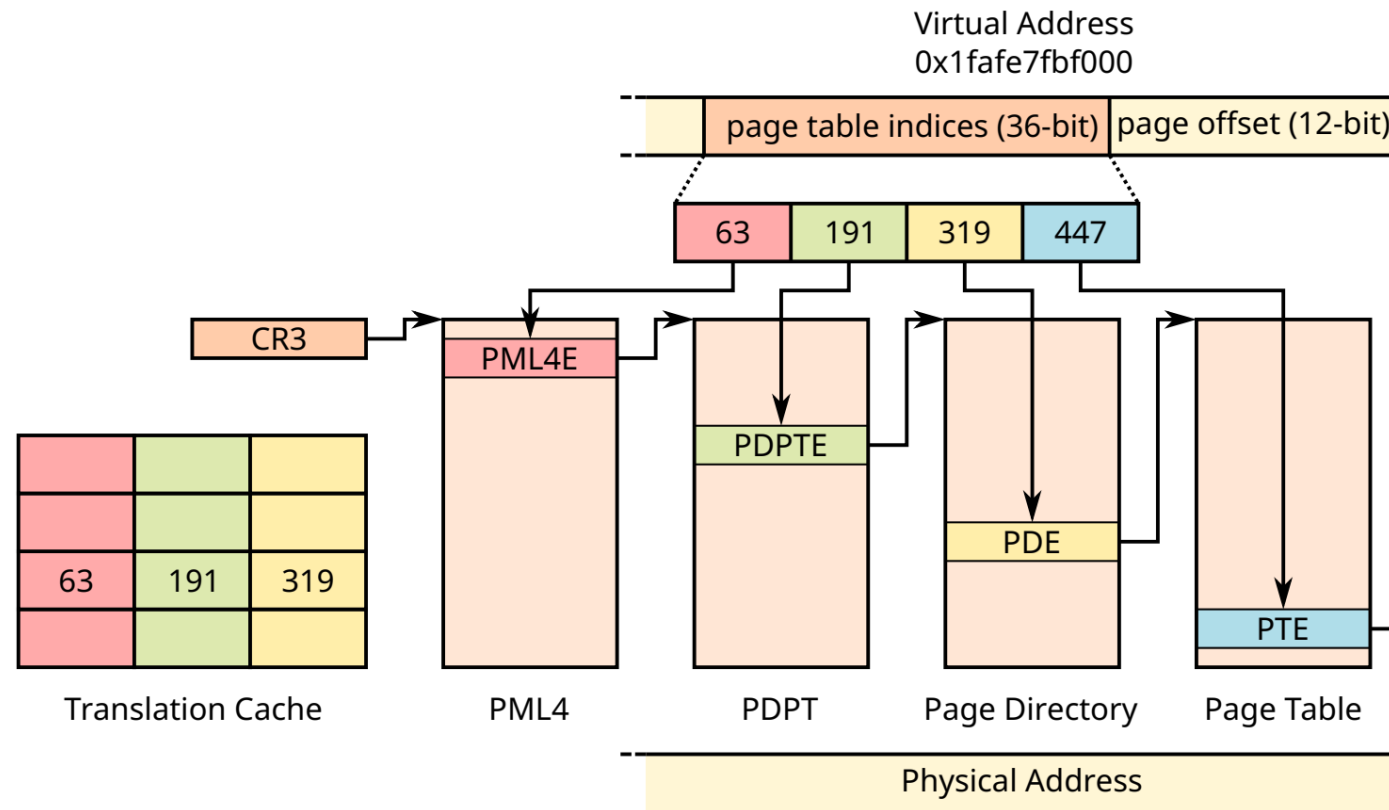 Virtual Address
0x1fafe7fbf000
page table indices (36-bit) page offset (12-bit)
63 191 319 447
CR3
PML4E
PDPTE
PDE
PTE
63 191 319
Translation Cache PML4 PDPT Page Directory Page Table
Physical Address